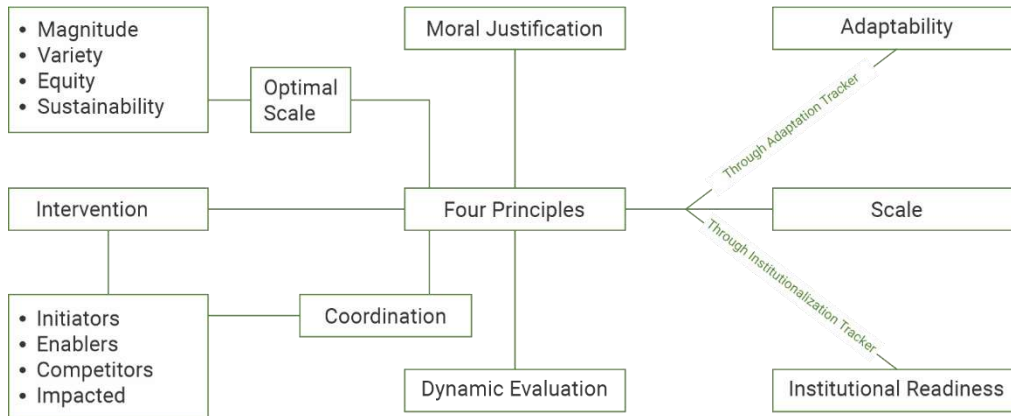 • Magnitude
• Variety
• Equity
• Sustainability
Optimal
Scale
Moral Justification
Adaptability
Through Adaptation Tracker
Intervention
Four Principles
Scale
Through Institutionalization Tracker
• Initiators
• Enablers
• Competitors
• Impacted
Coordination
Dynamic Evaluation
Institutional Readiness